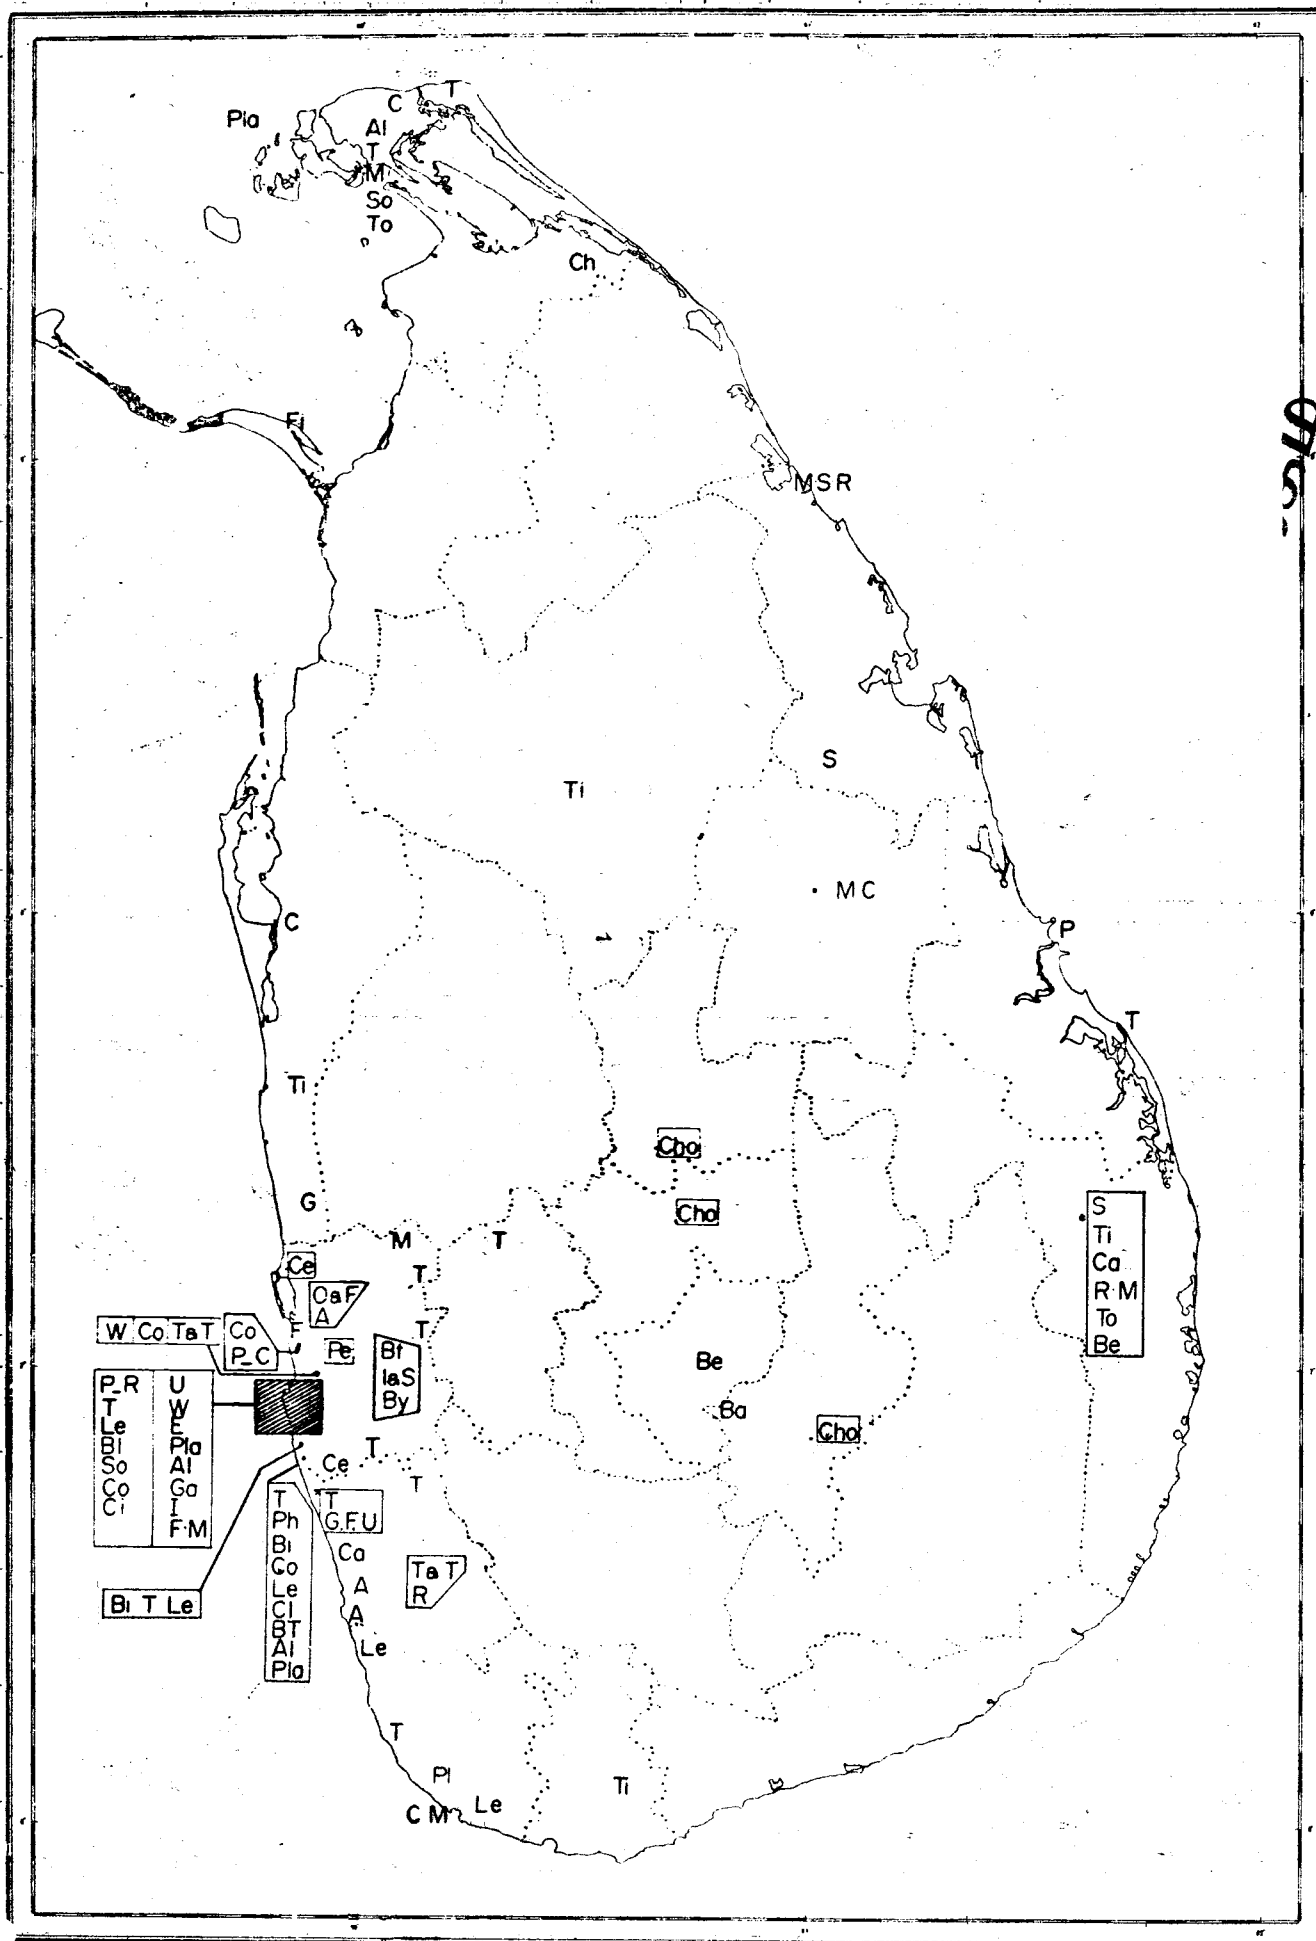 T
C
Pla
Al
T
M
So
To
Ch
Fi
MSR
S
Ti
MC
C
P
T
Ti
Cho
G
Cho
S
Ti
Ca
R·M
To
Be
M
T
Ce
T
OaF
A
W Co TaT
Co
P_C
F
T
Pe
Bt
IaS
By
Be
Ba
Cho
P_R U
T W
Le E
Bl Pla
So Al
Co Ga
Ci I
F·M
T
Ce
T
T
Ph
Bi
Co
Le
Cl
BT
Al
Pla
T
G.F.U
Ca
A
A
Le
TaT
R
Bi T Le
T
Pl
C M
Le
Ti